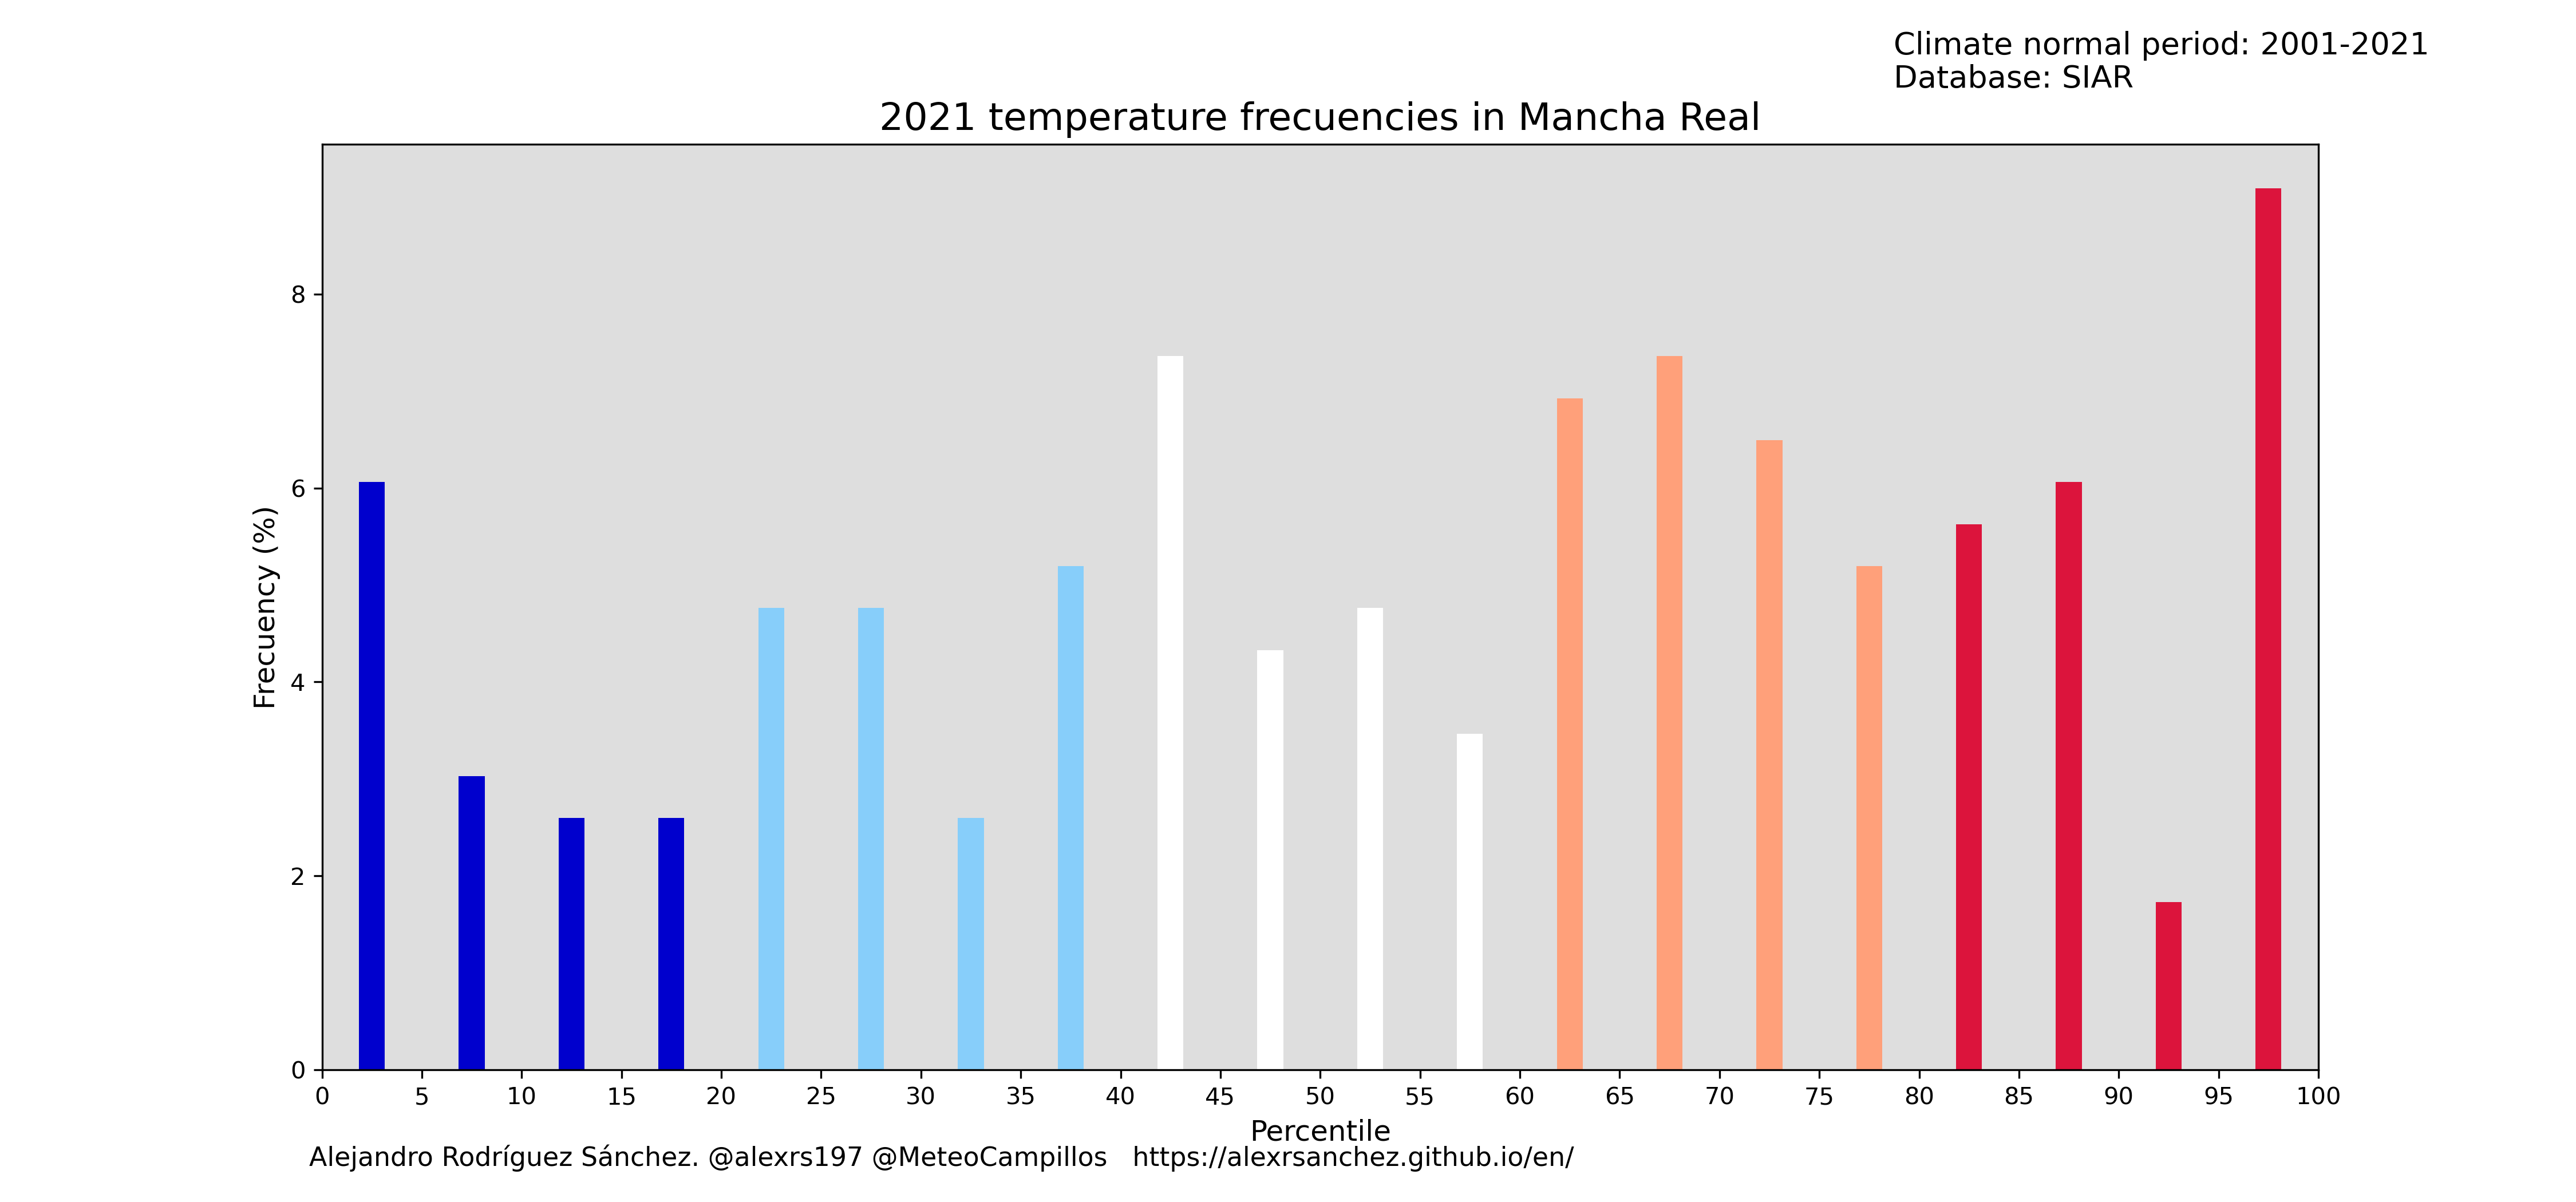 Climate normal period: 2001-2021
Database: SIAR
2021 temperature frecuencies in Mancha Real
Frecuency (%)
8
6
4
2
0
0 5 10 15 20 25 30 35 40 45 50 55 60 65 70 75 80 85 90 95 100
Percentile
Alejandro Rodríguez Sánchez. @alexrs197 @MeteoCampillos https://alexrsanchez.github.io/en/